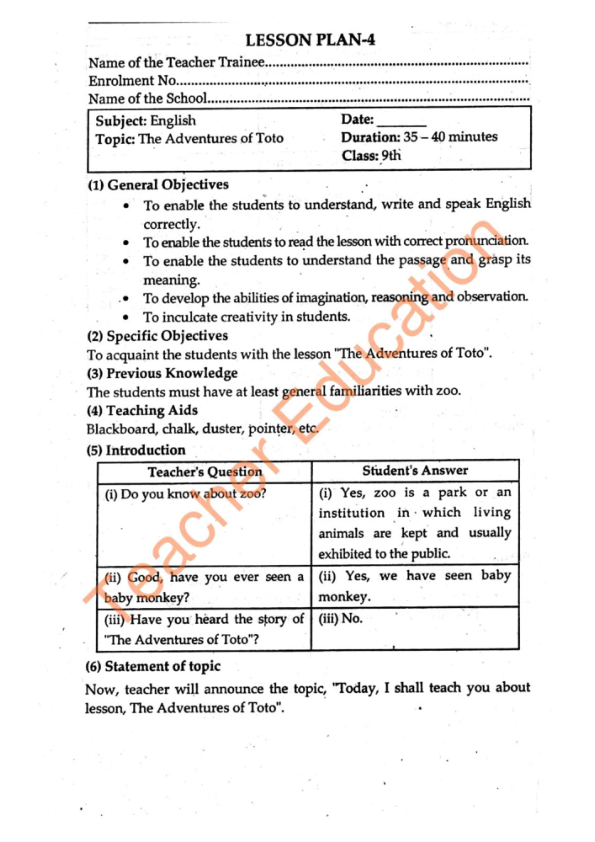 LESSON PLAN-4
Name of the Teacher Trainee.......................................................................
Enrolment No...............................................................................................
Name of the School.......................................................................................
Subject: English
Topic: The Adventures of Toto
Date: _______
Duration: 35 – 40 minutes
Class: 9th
(1) General Objectives
• To enable the students to understand, write and speak English
correctly.
• To enable the students to read the lesson with correct pronunciation.
• To enable the students to understand the passage and grasp its
meaning.
• To develop the abilities of imagination, reasoning and observation.
• To inculcate creativity in students.
(2) Specific Objectives
To acquaint the students with the lesson "The Adventures of Toto".
(3) Previous Knowledge
The students must have at least general familiarities with zoo.
(4) Teaching Aids
Blackboard, chalk, duster, pointer, etc.
(5) Introduction
Teacher's Question
Student's Answer
(i) Do you know about zoo?
(i) Yes, zoo is a park or an
institution in which living
animals are kept and usually
exhibited to the public.
(ii) Good, have you ever seen a
baby monkey?
(ii) Yes, we have seen baby
monkey.
(iii) Have you heard the story of
"The Adventures of Toto"?
(iii) No.
(6) Statement of topic
Now, teacher will announce the topic, "Today, I shall teach you about
lesson, The Adventures of Toto".
Teacher Education